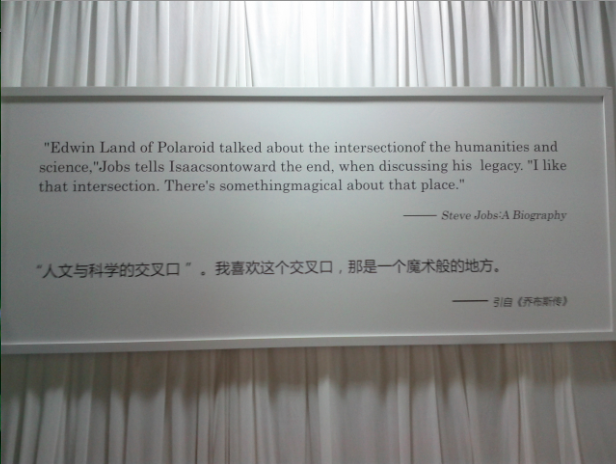 "Edwin Land of Polaroid talked about the intersectionof the humanities and
science,"Jobs tells Isaacsontoward the end, when discussing his legacy. "I like
that intersection. There's somethingmagical about that place."
—— Steve Jobs:A Biography
“人文与科学的交叉口 ” 。我喜欢这个交叉口，那是一个魔术般的地方。
—— 引自《乔布斯传》